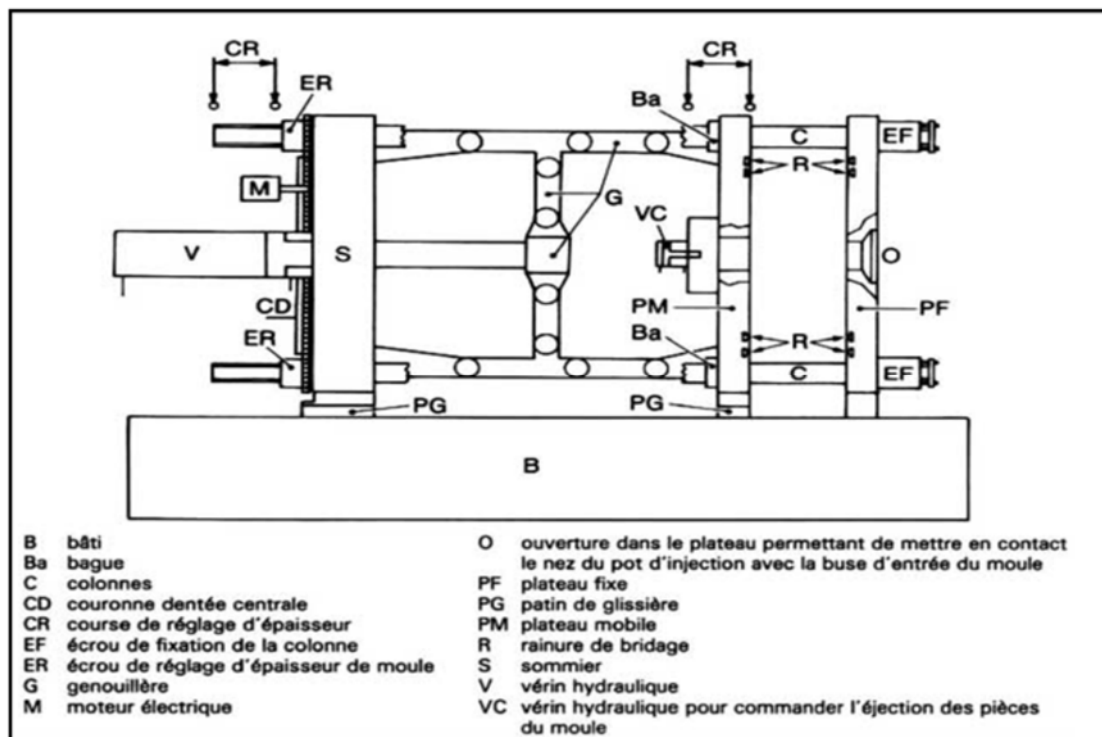 CR
CR
ER
Ba
C
EF
R
M
G
VC
V
S
O
CD
PM
PF
ER
Ba
R
C
EF
PG
PG
B
B bâti
Ba bague
C colonnes
CD couronne dentée centrale
CR course de réglage d'épaisseur
EF écrou de fixation de la colonne
ER écrou de réglage d'épaisseur de moule
G genouillère
M moteur électrique
O ouverture dans le plateau permettant de mettre en contact
le nez du pot d'injection avec la buse d'entrée du moule
PF plateau fixe
PG patin de glissière
PM plateau mobile
R rainure de bridage
S sommier
V vérin hydraulique
VC vérin hydraulique pour commander l'éjection des pièces
du moule